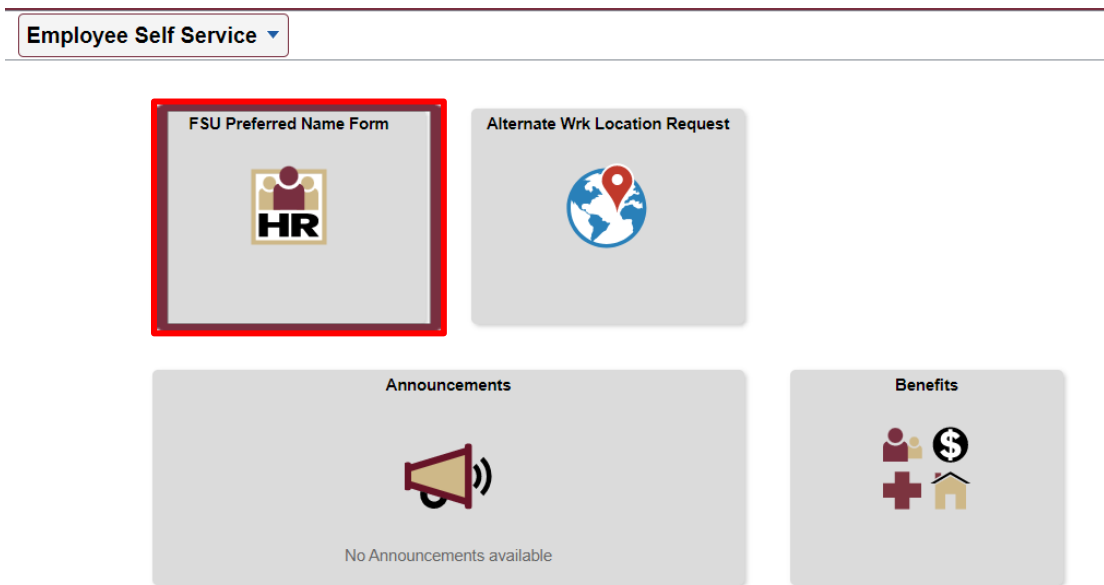 Employee Self Service
FSU Preferred Name Form
Alternate Wrk Location Request
HR
Announcements
Benefits
$
No Announcements available